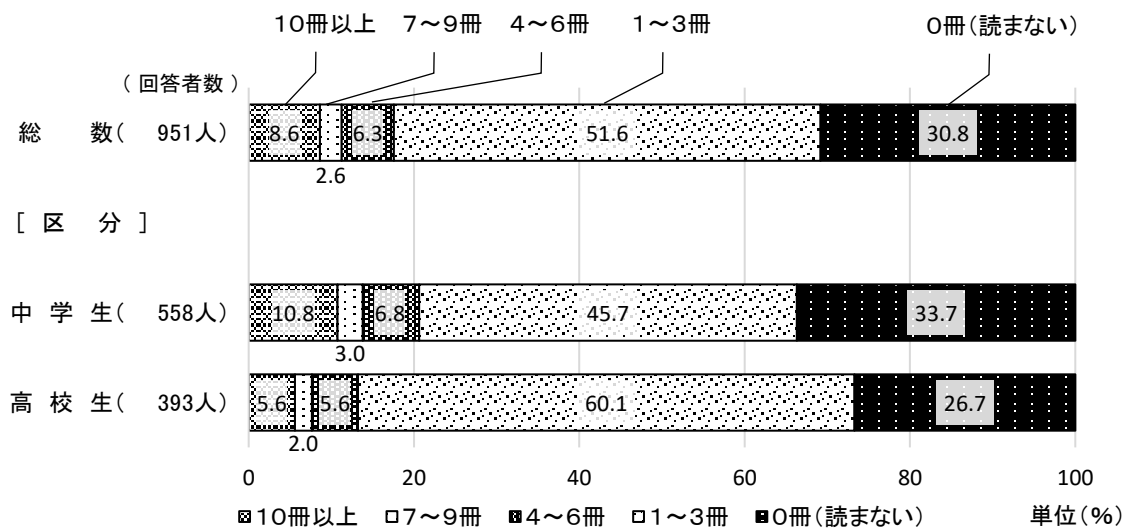 10冊以上 7～9冊 4～6冊 1～3冊 0冊(読まない)
( 回答者数 )
総 数( 951人) 8.6 2.6 6.3 51.6 30.8
[ 区 分 ]
中 学 生( 558人) 10.8 3.0 6.8 45.7 33.7
高 校 生( 393人) 5.6 2.0 5.6 60.1 26.7
0 20 40 60 80 100
10冊以上 7～9冊 4～6冊 1～3冊 0冊(読まない) 単位(%)